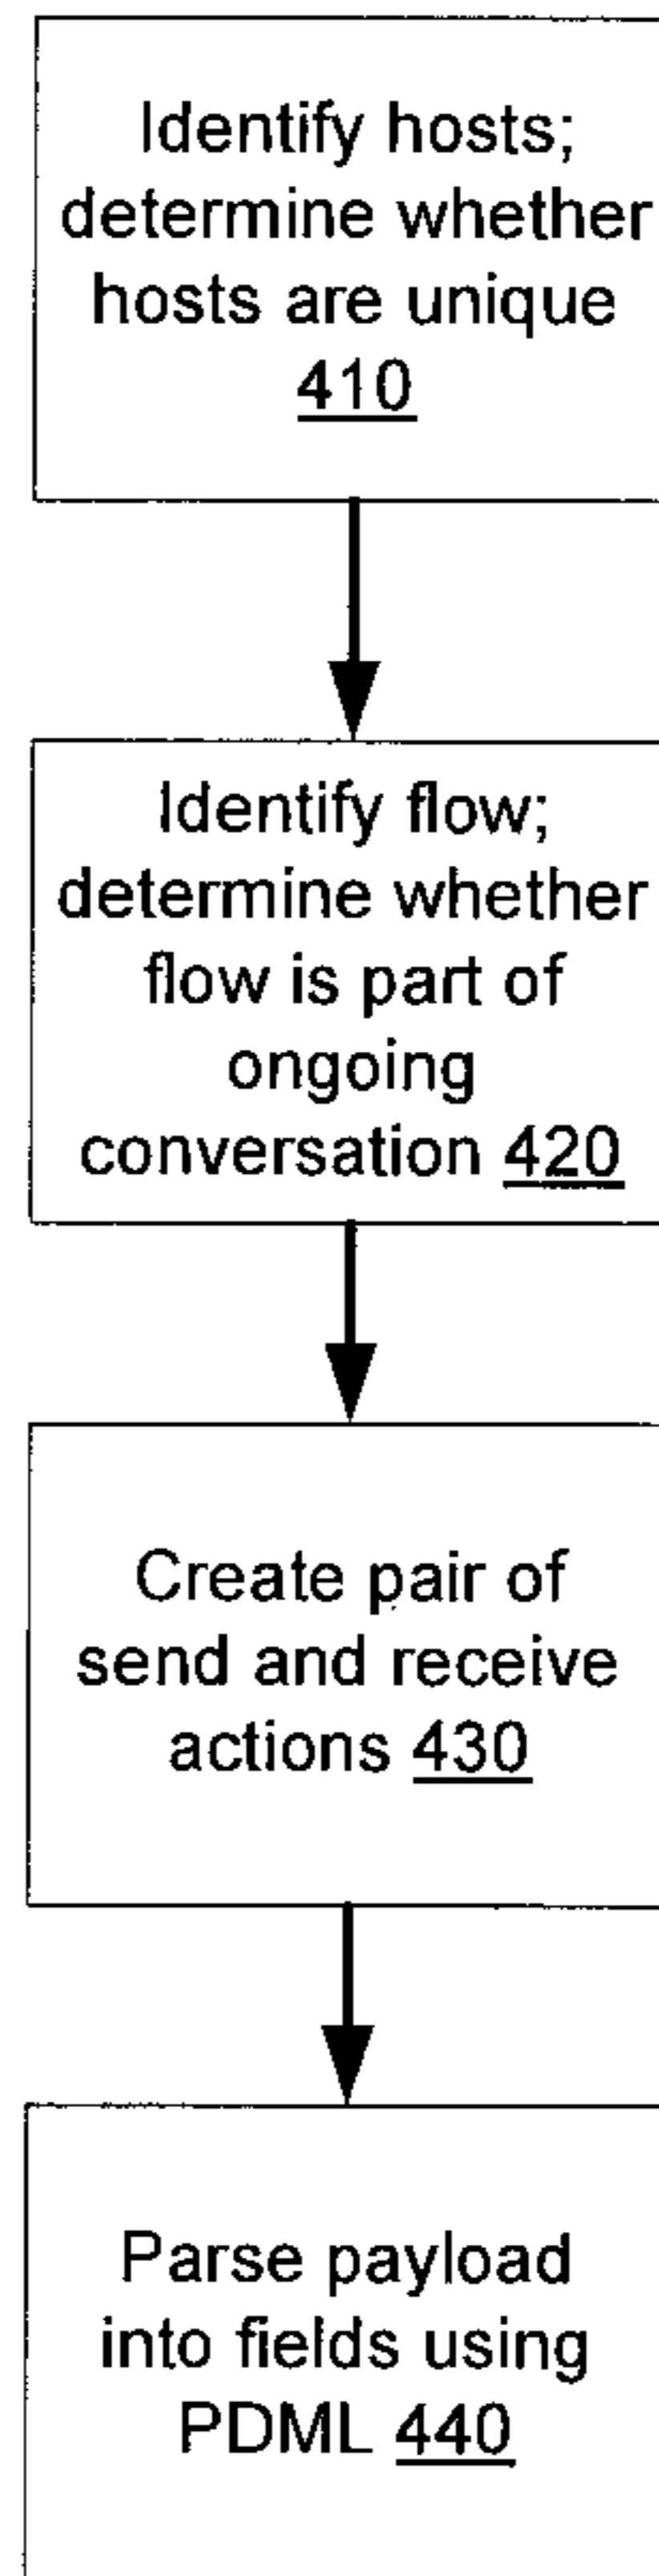 Identify hosts;
determine whether
hosts are unique
410
Identify flow;
determine whether
flow is part of
ongoing
conversation 420
Create pair of
send and receive
actions 430
Parse payload
into fields using
PDML 440